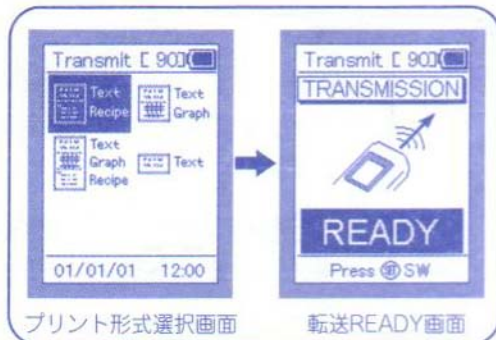 Transmit [ 90]
Text
Recipe
Text
Graph
Text
Graph
Recipe
Text
01/01/01 12:00
プリント形式選択画面
Transmit [ 90]
TRANSMISSION
READY
Press SW
転送READY画面